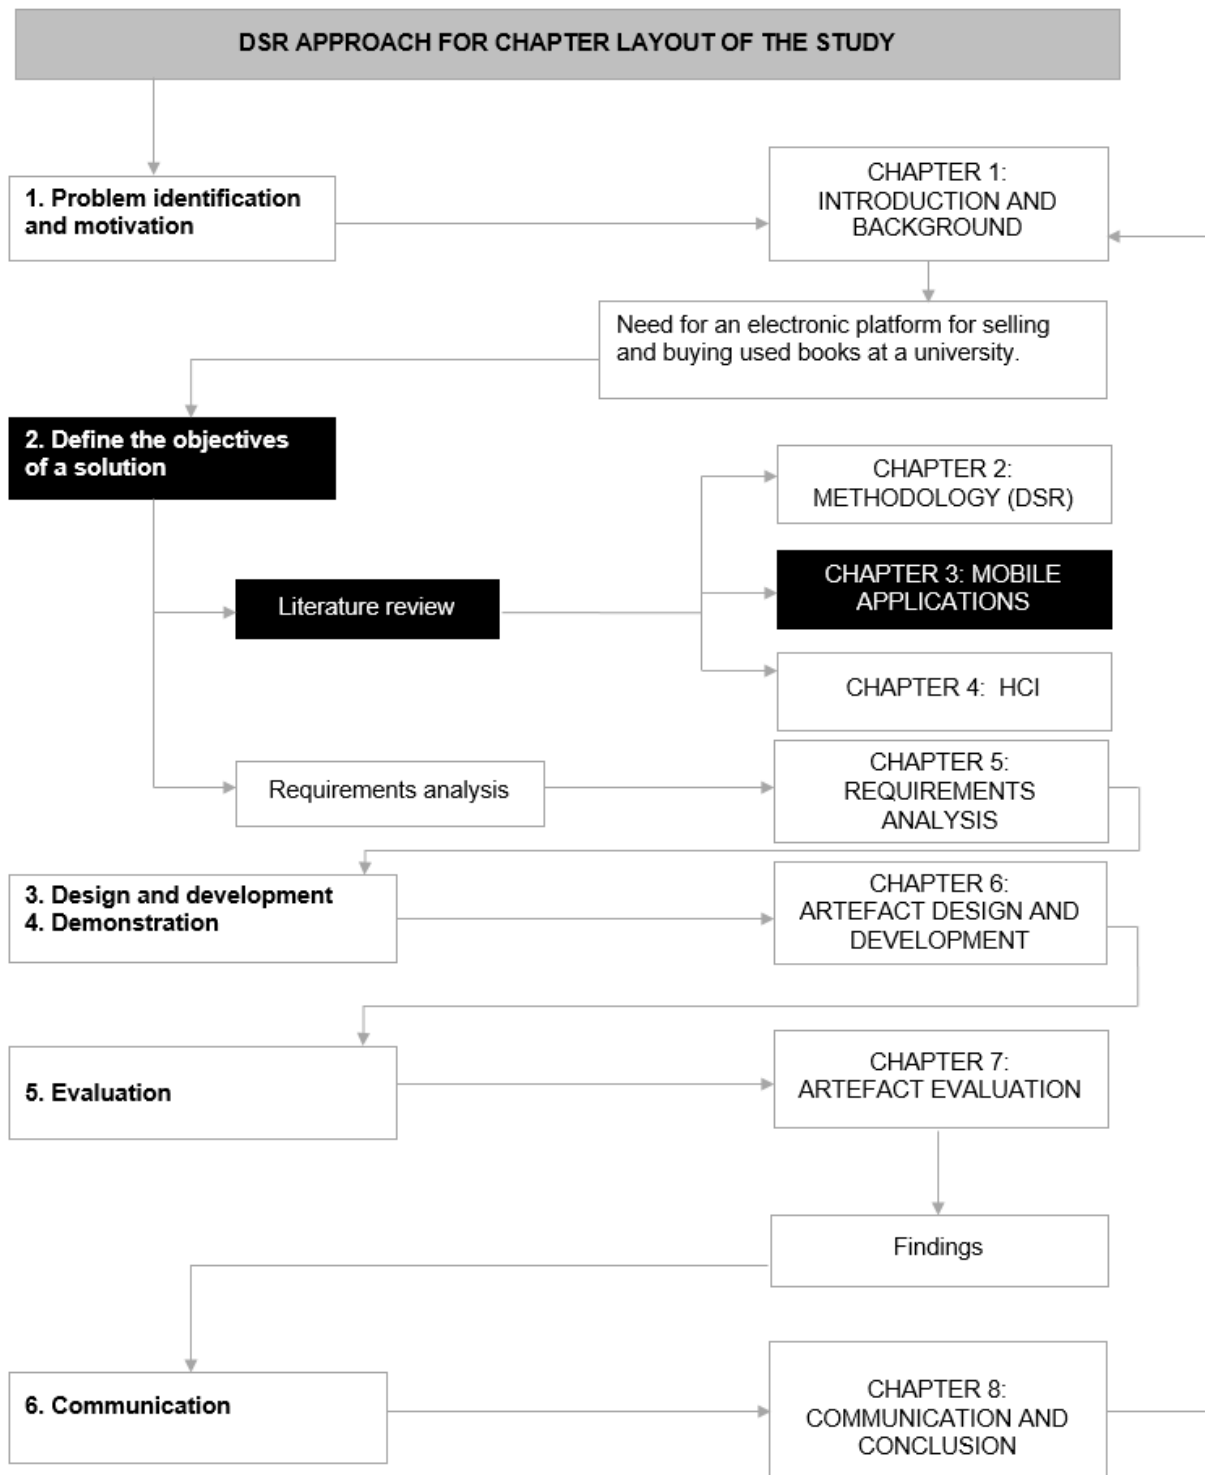 DSR APPROACH FOR CHAPTER LAYOUT OF THE STUDY
1. Problem identification
and motivation
CHAPTER 1:
INTRODUCTION AND
BACKGROUND
Need for an electronic platform for selling
and buying used books at a university.
2. Define the objectives
of a solution
CHAPTER 2:
METHODOLOGY (DSR)
Literature review
CHAPTER 3: MOBILE
APPLICATIONS
CHAPTER 4: HCI
Requirements analysis
CHAPTER 5:
REQUIREMENTS
ANALYSIS
3. Design and development
4. Demonstration
CHAPTER 6:
ARTEFACT DESIGN AND
DEVELOPMENT
5. Evaluation
CHAPTER 7:
ARTEFACT EVALUATION
Findings
6. Communication
CHAPTER 8:
COMMUNICATION AND
CONCLUSION